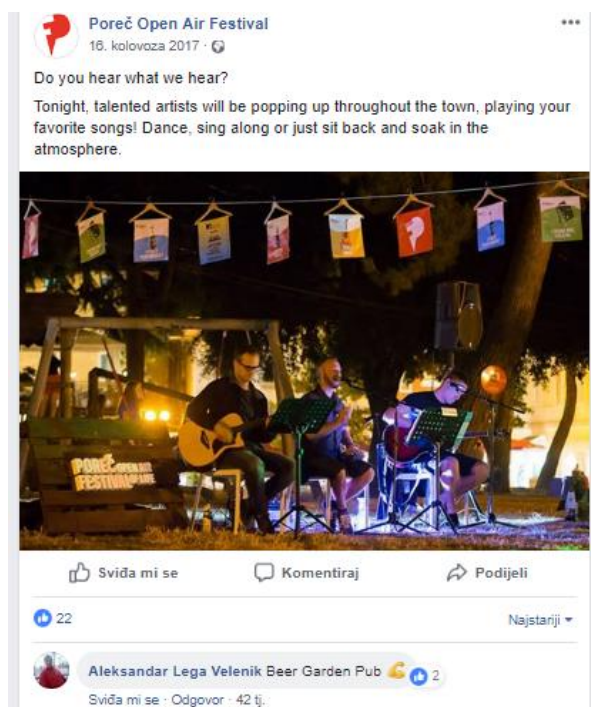 Poreč Open Air Festival
16. kolovoza 2017 ·
Do you hear what we hear?
Tonight, talented artists will be popping up throughout the town, playing your
favorite songs! Dance, sing along or just sit back and soak in the
atmosphere.
POREČ OPEN AIR
FESTIVAL OF LIFE
Sviđa mi se Komentiraj Podijeli
22 Najstariji
Aleksandar Lega Velenik Beer Garden Pub 💪 2
Sviđa mi se · Odgovor · 42 tj.